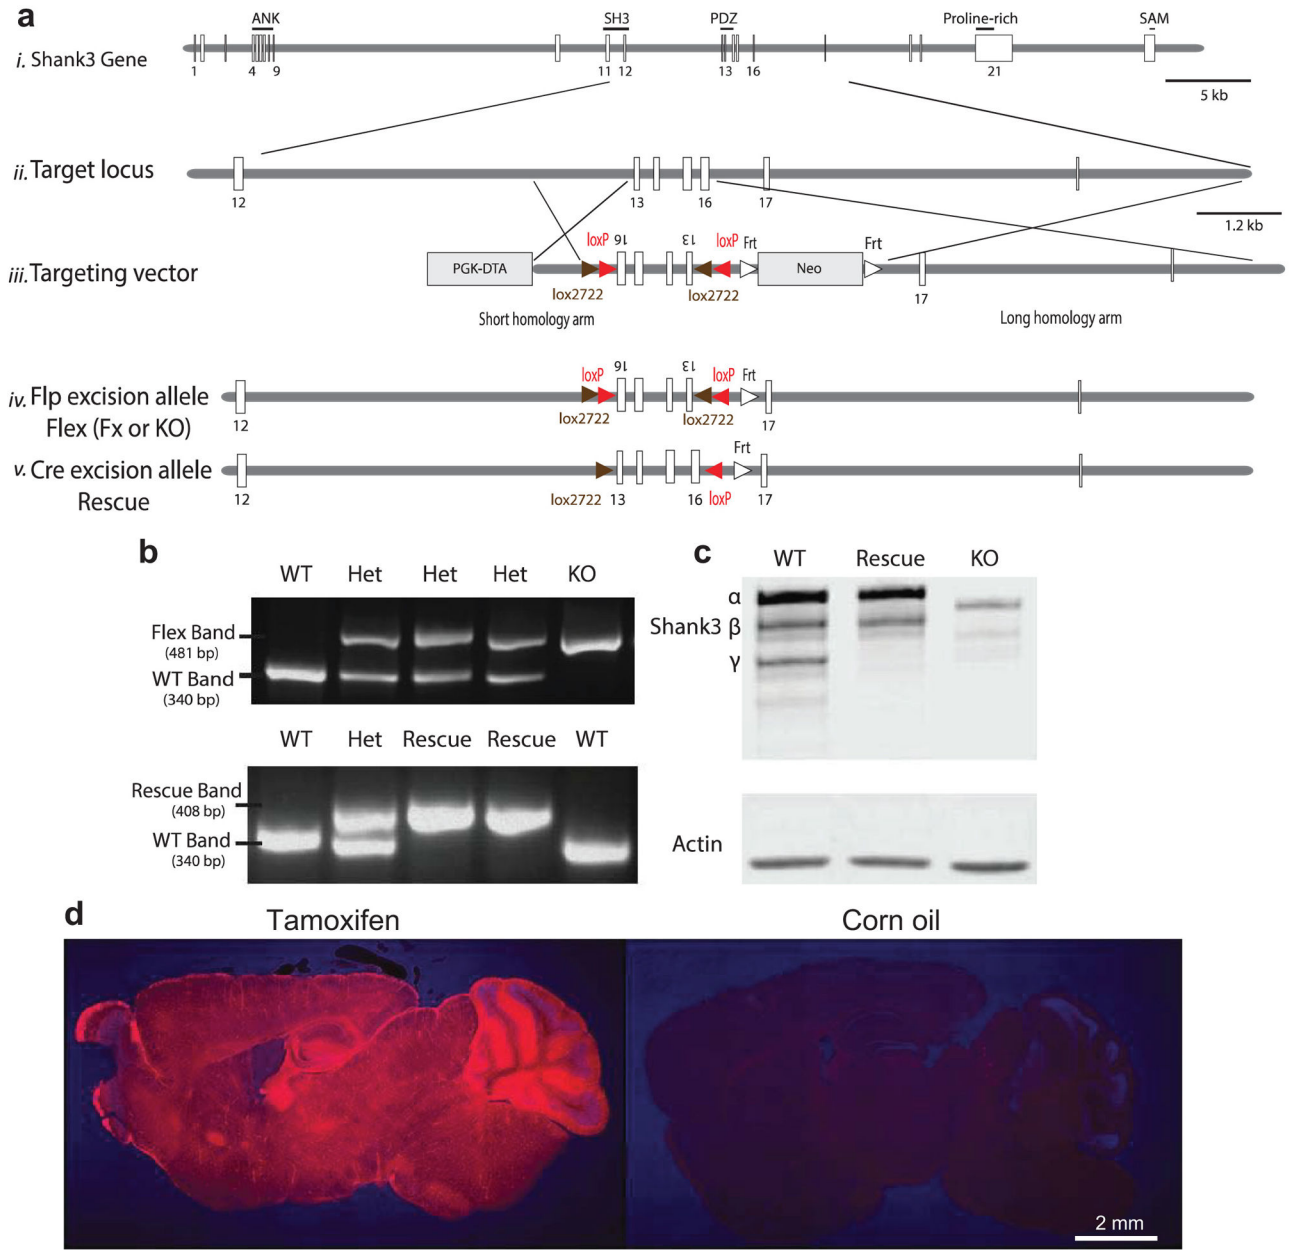 a
ANK SH3 PDZ Proline-rich SAM
i. Shank3 Gene
1 4 9 11 12 13 16 21
5 kb
ii. Target locus
12 13 16 17
1.2 kb
loxP 16 13 loxP Frt Frt
iii. Targeting vector PGK-DTA Neo
lox2722 lox2722 17
Short homology arm Long homology arm
loxP 16 13 loxP Frt
iv. Flp excision allele
Flex (Fx or KO)
12 lox2722 lox2722 17
Frt
v. Cre excision allele
Rescue
12 lox2722 13 16 loxP 17
b
WT Het Het Het KO
Flex Band
(481 bp)
WT Band
(340 bp)
WT Het Rescue Rescue WT
Rescue Band
(408 bp)
WT Band
(340 bp)
c
WT Rescue KO
α
Shank3 β
γ
Actin
d
Tamoxifen Corn oil
2 mm